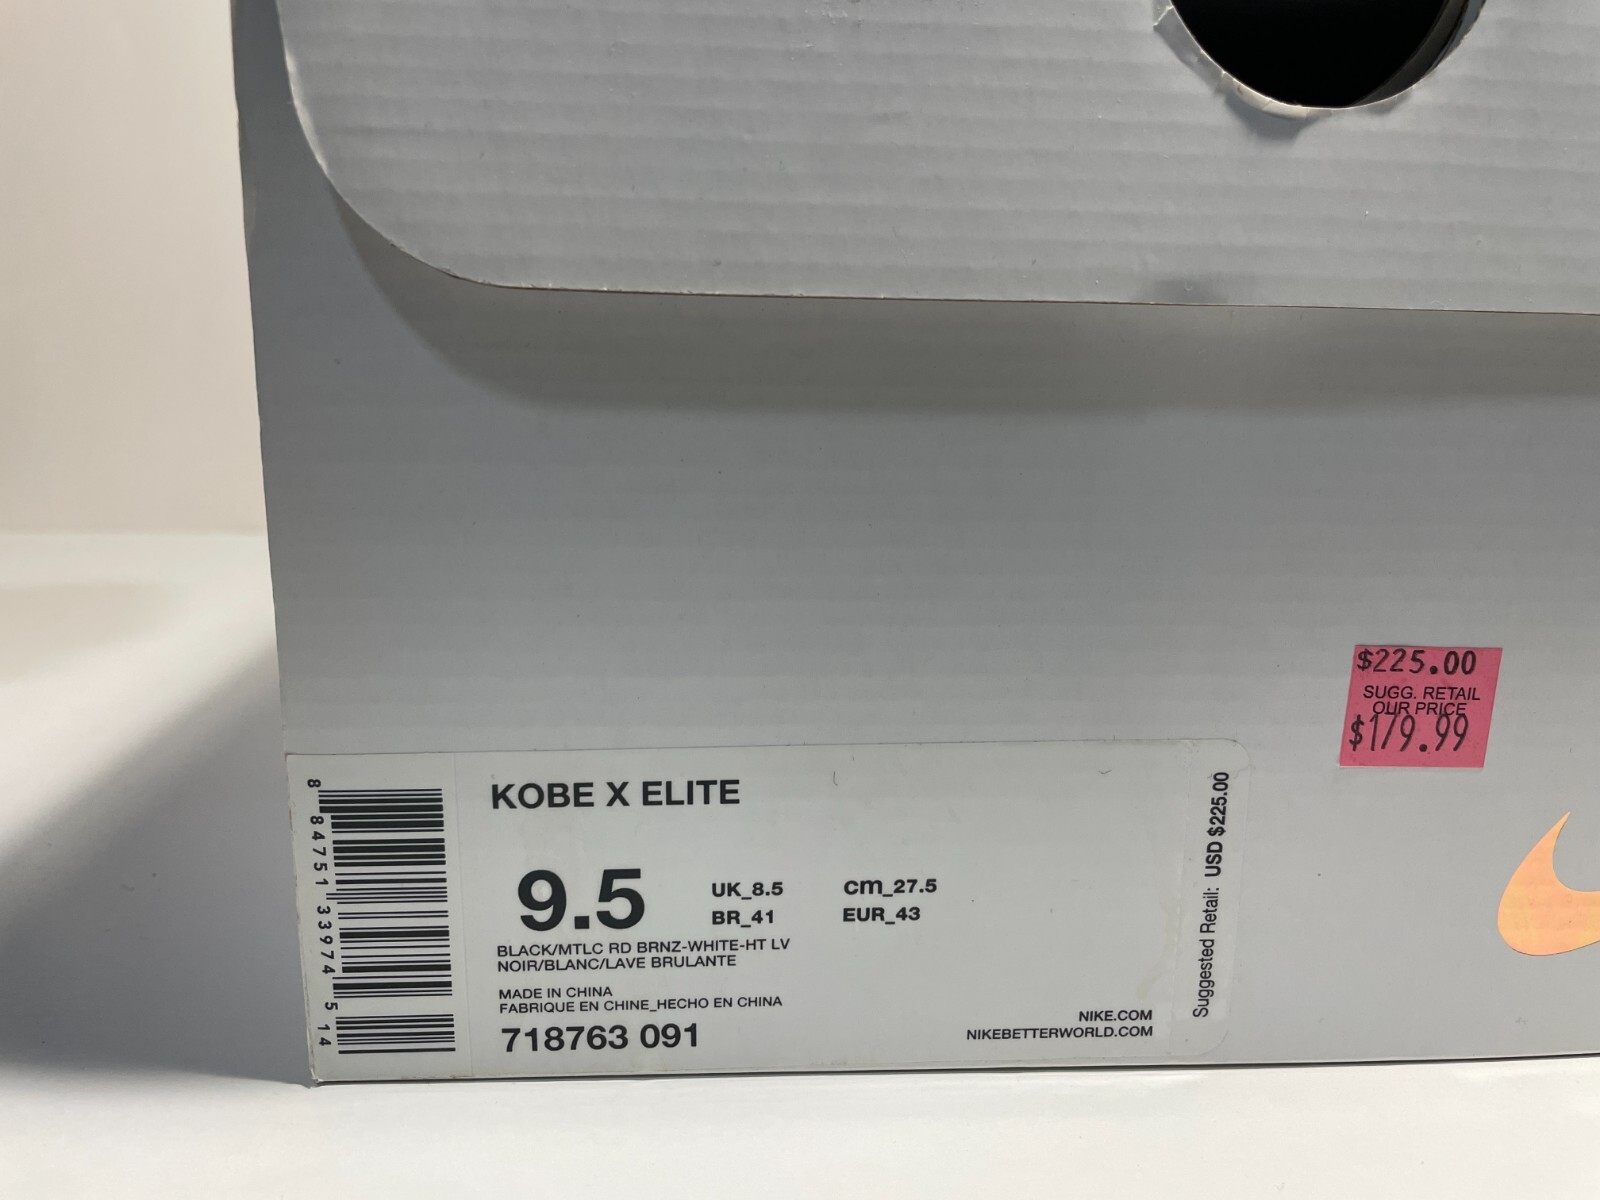 $225.00
SUGG. RETAIL
OUR PRICE
$179.99
KOBE X ELITE
9.5
UK_8.5
cm_27.5
BR_41
EUR_43
BLACK/MTLC RD BRNZ-WHITE-HT LV
NOIR/BLANC/LAVE BRULANTE
MADE IN CHINA
FABRIQUE EN CHINE_HECHO EN CHINA
718763 091
NIKE.COM
NIKEBETTERWORLD.COM
Suggested Retail: USD $225.00
8 84751 33974 5 14